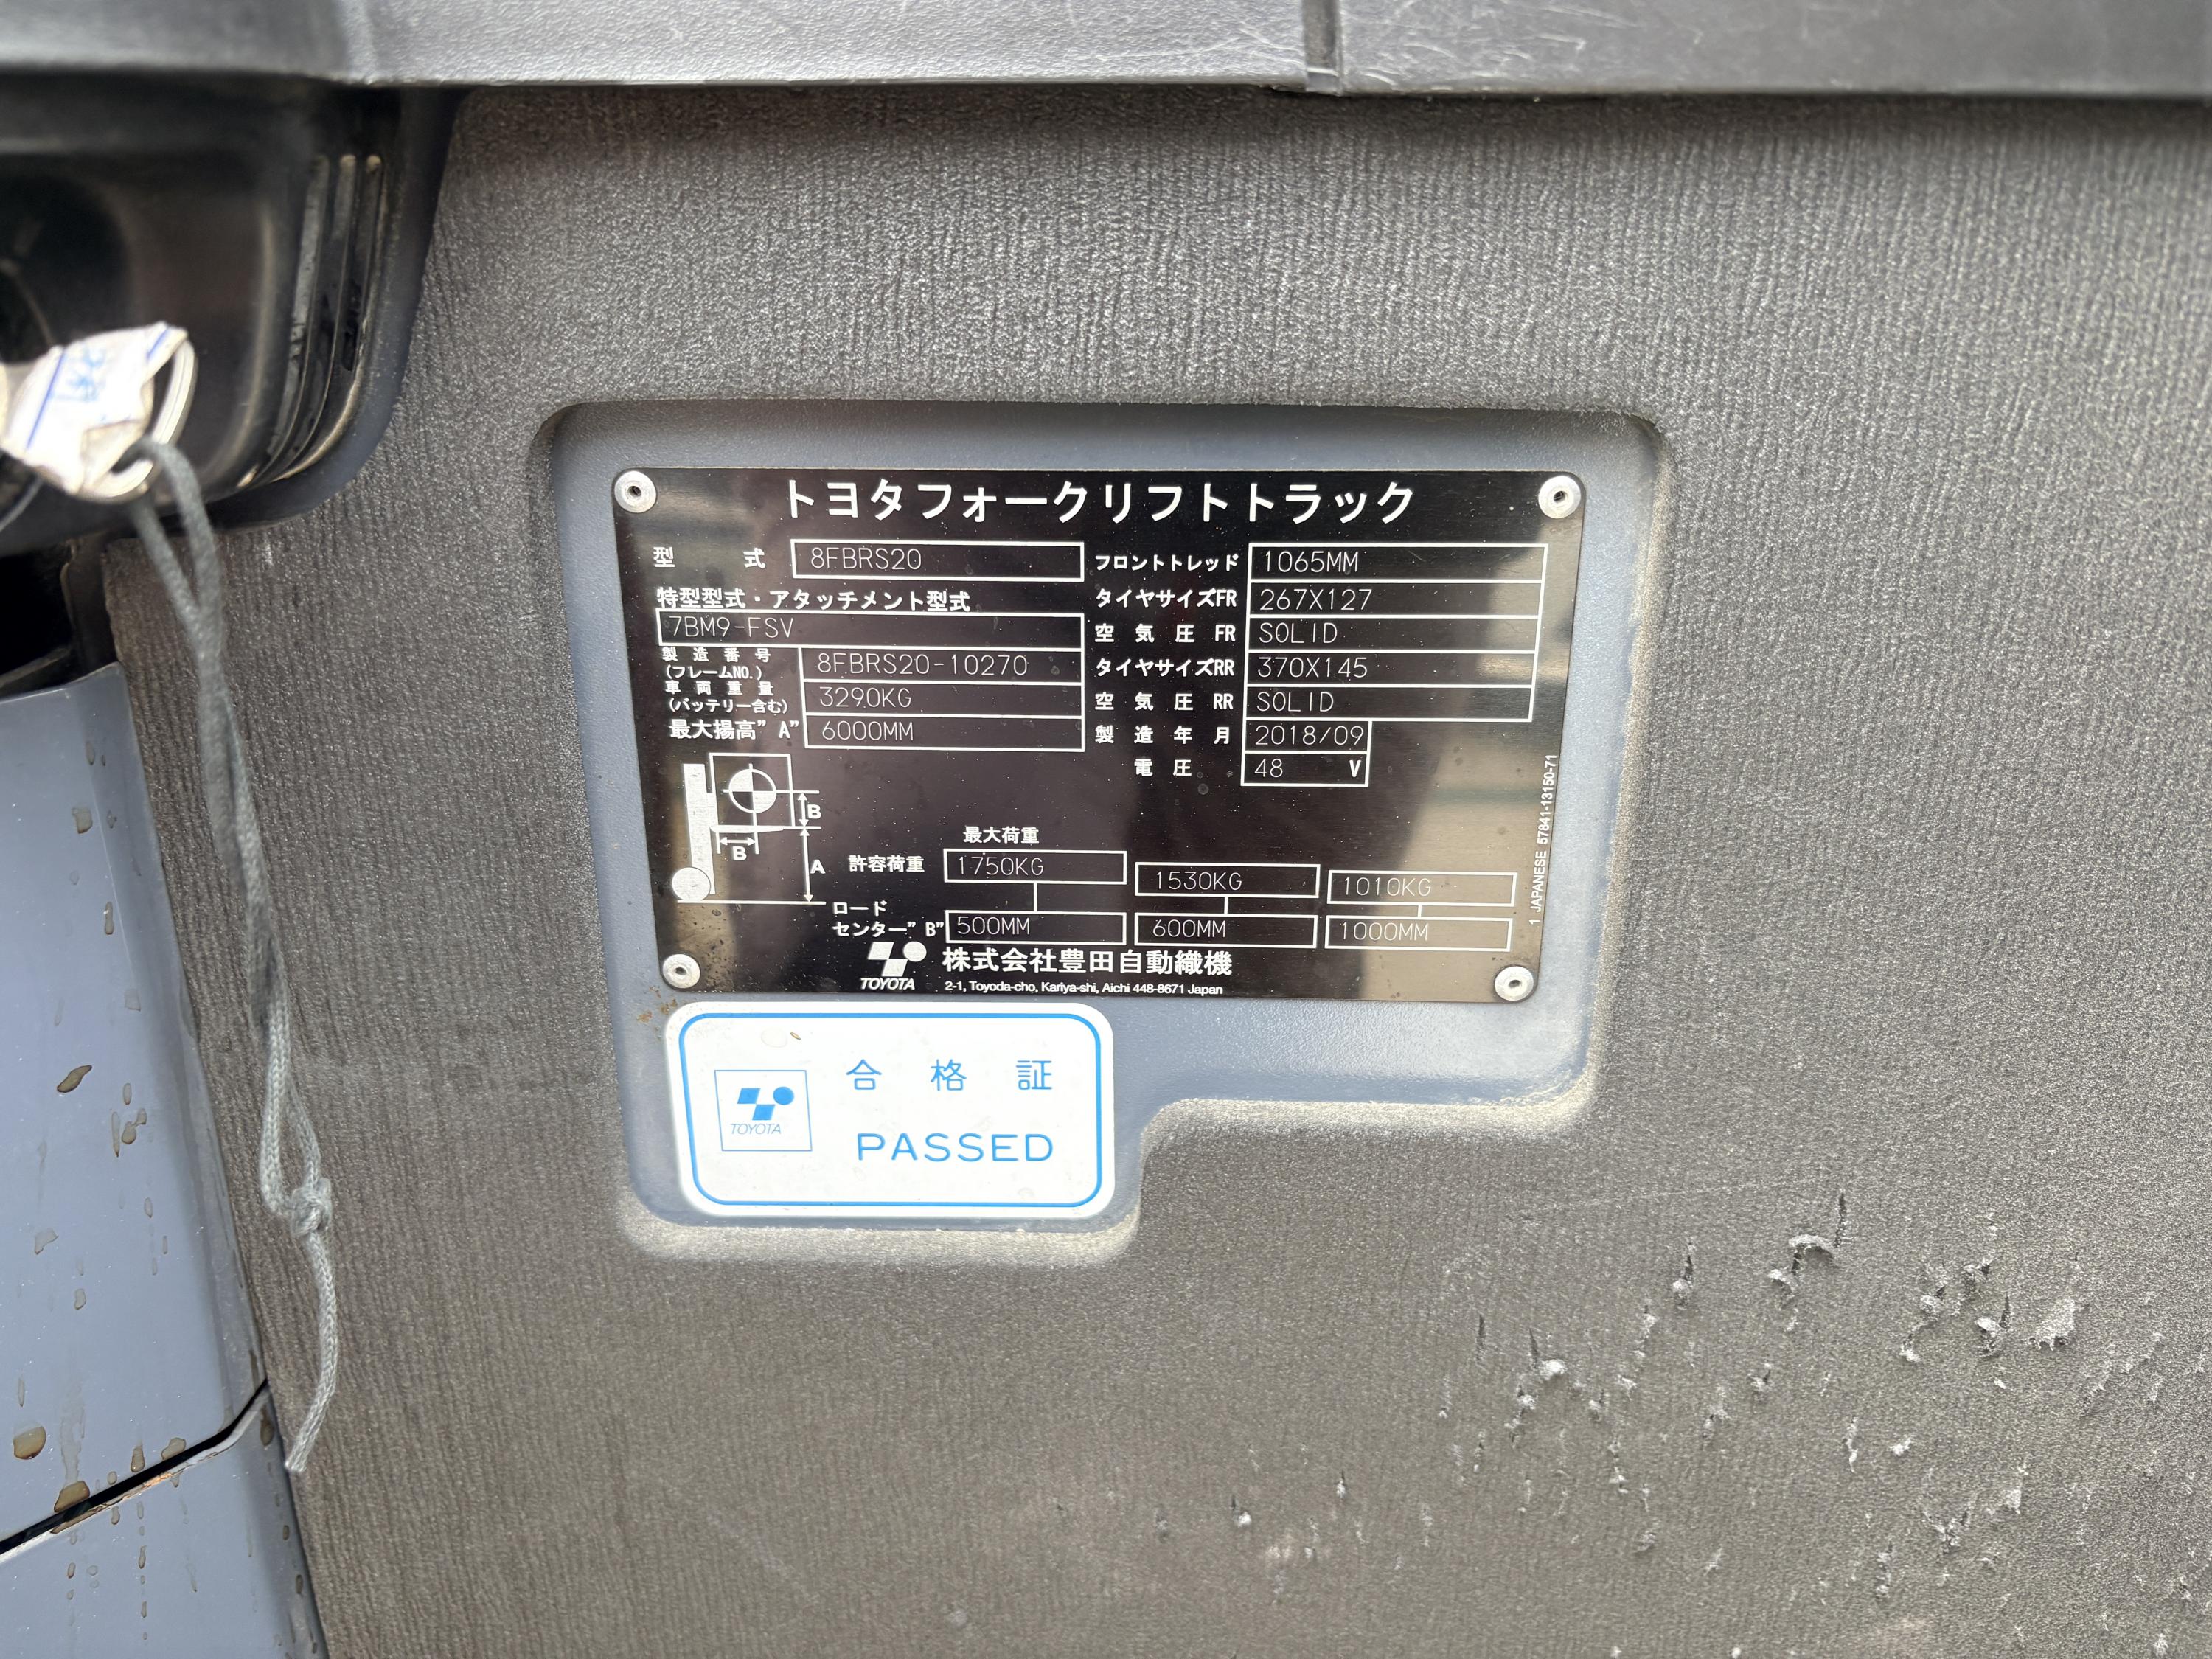 トヨタフォークリフトトラック
型式 8FBRS20
特型型式・アタッチメント型式
7BM9-FSV
製造番号
(フレームNO.)
8FBRS20-10270
車両重量
(バッテリー含む)
3290KG
最大揚高"A" 6000MM
フロントトレッド 1065MM
タイヤサイズFR 267X127
空気圧 FR SOLID
タイヤサイズRR 370X145
空気圧 RR SOLID
製造年月 2018/09
電圧 48 V
B
B
A
最大荷重
許容荷重 1750KG 1530KG 1010KG
ロード
センター"B" 500MM 600MM 1000MM
TOYOTA
株式会社豊田自動織機
2-1, Toyoda-cho, Kariya-shi, Aichi 448-8671 Japan
1 JAPANESE 57841-13150-71
TOYOTA
合格証
PASSED